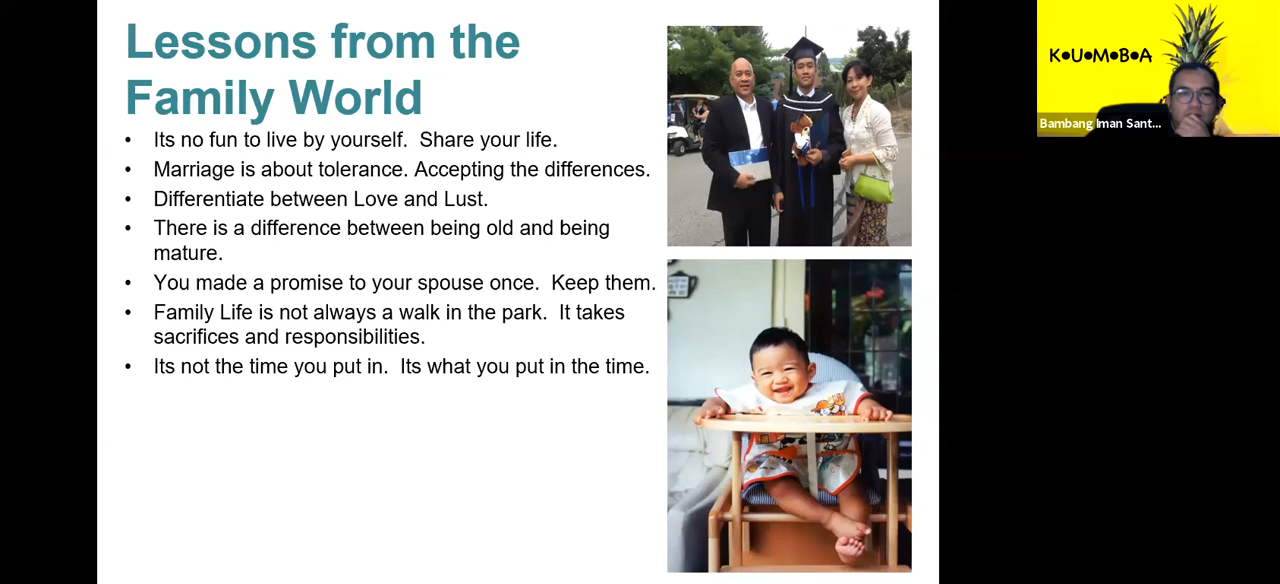 Lessons from the
Family World
• Its no fun to live by yourself.  Share your life.
• Marriage is about tolerance. Accepting the differences.
• Differentiate between Love and Lust.
• There is a difference between being old and being
mature.
• You made a promise to your spouse once.  Keep them.
• Family Life is not always a walk in the park.  It takes
sacrifices and responsibilities.
• Its not the time you put in.  Its what you put in the time.
K•U•M•B•A
Bambang Iman Sant...